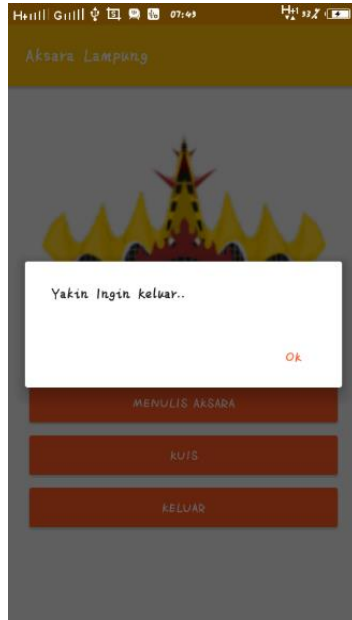 07:49
Aksara Lampung
Yakin Ingin keluar..
Ok
MENULIS AKSARA
KUIS
KELUAR